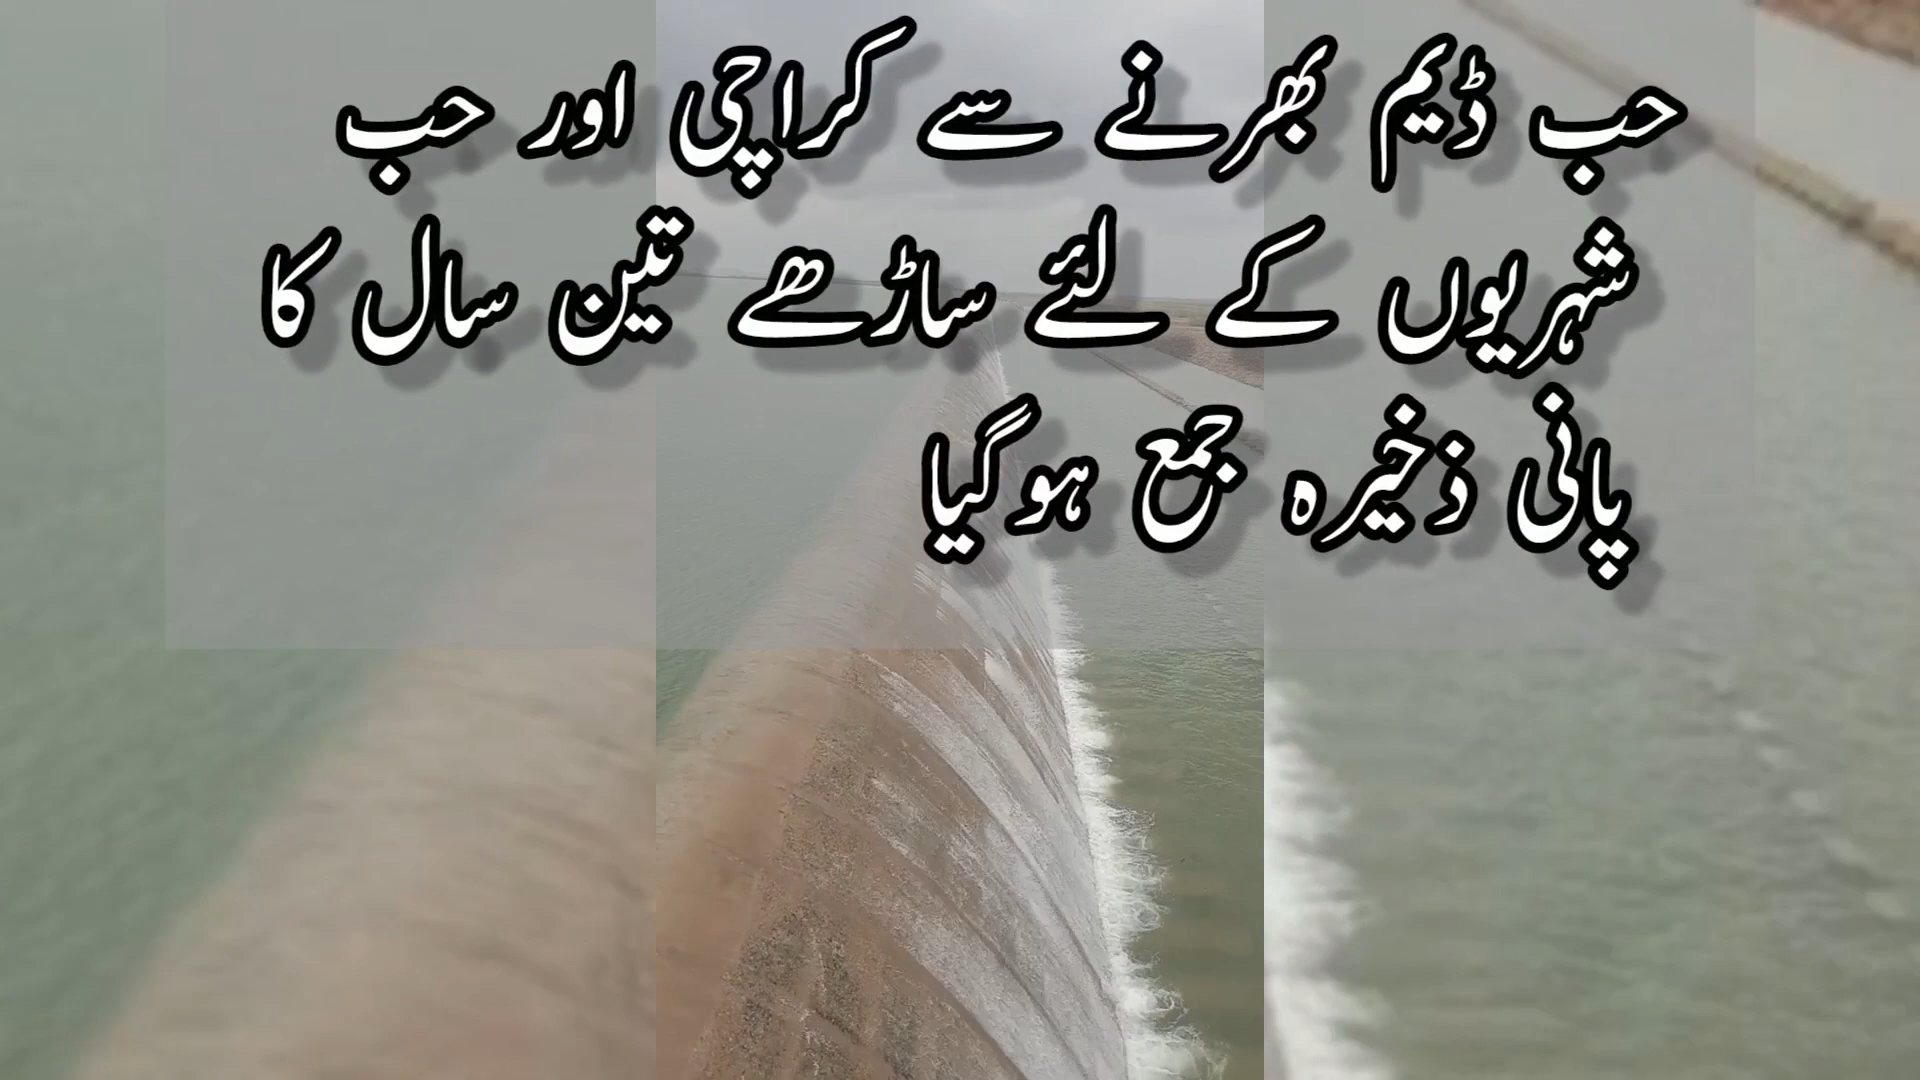 حب ڈیم بھرنے سے کراچی اور حب
شہریوں کے لئے ساڑھے تین سال کا
پانی ذخیرہ جمع ہوگیا